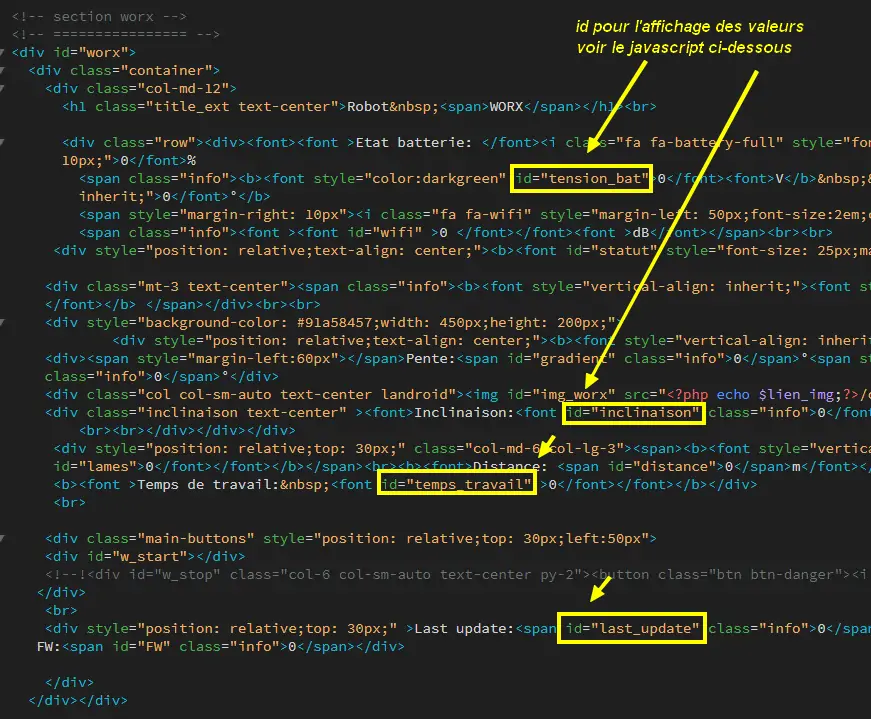 <!-- section worx -->
<!-- ================ -->
id pour l'affichage des valeurs
voir le javascript ci-dessous
<div id="worx">
<div class="container">
<div class="col-md-12">
<h1 class="title_ext text-center">Robot&nbsp;<span>WORX</span></h1><br>
<div class="row"><div><font><font >Etat batterie: </font><i class="fa fa-battery-full" style="fon
10px;">0</font>%
<span class="info"><b><font style="color:darkgreen" id="tension_bat">0</font><font>V</b>&nbsp;&
inherit;">0</font>°</b>
<span style="margin-right: 10px"><i class="fa fa-wifi" style="margin-left: 50px;font-size:2em;c
<span class="info"><font ><font id="wifi" >0 </font></font><font >dB</font></span><br><br>
<div style="position: relative;text-align: center;"><b><font id="statut" style="font-size: 25px;ma
<div class="mt-3 text-center"><span class="info"><b><font style="vertical-align: inherit;"><font st
</font></b> </span></div><br><br>
<div style="background-color: #91a58457;width: 450px;height: 200px;">
<div style="position: relative;text-align: center;"><b><font style="vertical-align: inherit
<div><span style="margin-left:60px"></span>Pente:<span id="gradient" class="info">0</span>°<span st
class="info">0</span>°</div>
<div class="col col-sm-auto text-center landroid"><img id="img_worx" src="<?php echo $lien_img;?>/c
<div class="inclinaison text-center" ><font>Inclinaison:<font id="inclinaison" class="info">0</font
<br><br></div></div></div>
<div style="position: relative;top: 30px;" class="col-md-6 col-lg-3"><span><b><font style="vertica
id="lames">0</font></font></b></span><br><b><font>Distance: <span id="distance">0</span>m</font></
<b><font >Temps de travail:&nbsp;<font id="temps_travail" >0</font></font></b></div>
<br>
<div class="main-buttons" style="position: relative;top: 30px;left:50px">
<div id="w_start"></div>
<!--!<div id="w_stop" class="col-6 col-sm-auto text-center py-2"><button class="btn btn-danger"><i
</div>
<br>
<div style="position: relative;top: 30px;" >Last update:<span id="last_update" class="info">0</span
FW:<span id="FW" class="info">0</span></div>
</div>
</div></div>